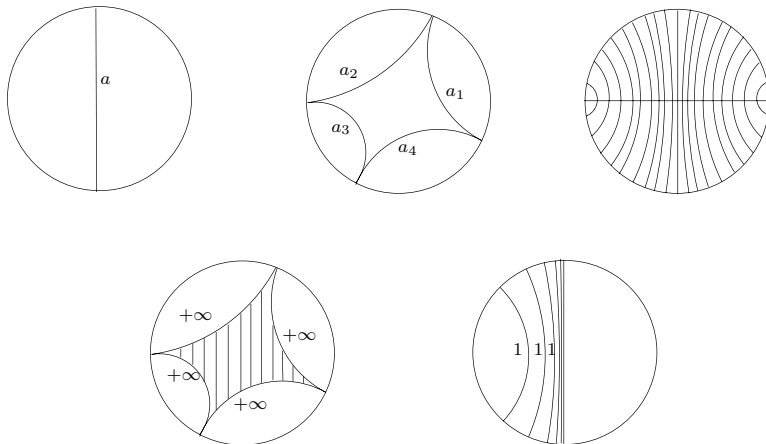 a
a₂ a₁
a₃
a₄
+∞
+∞
+∞
+∞
1 1 1